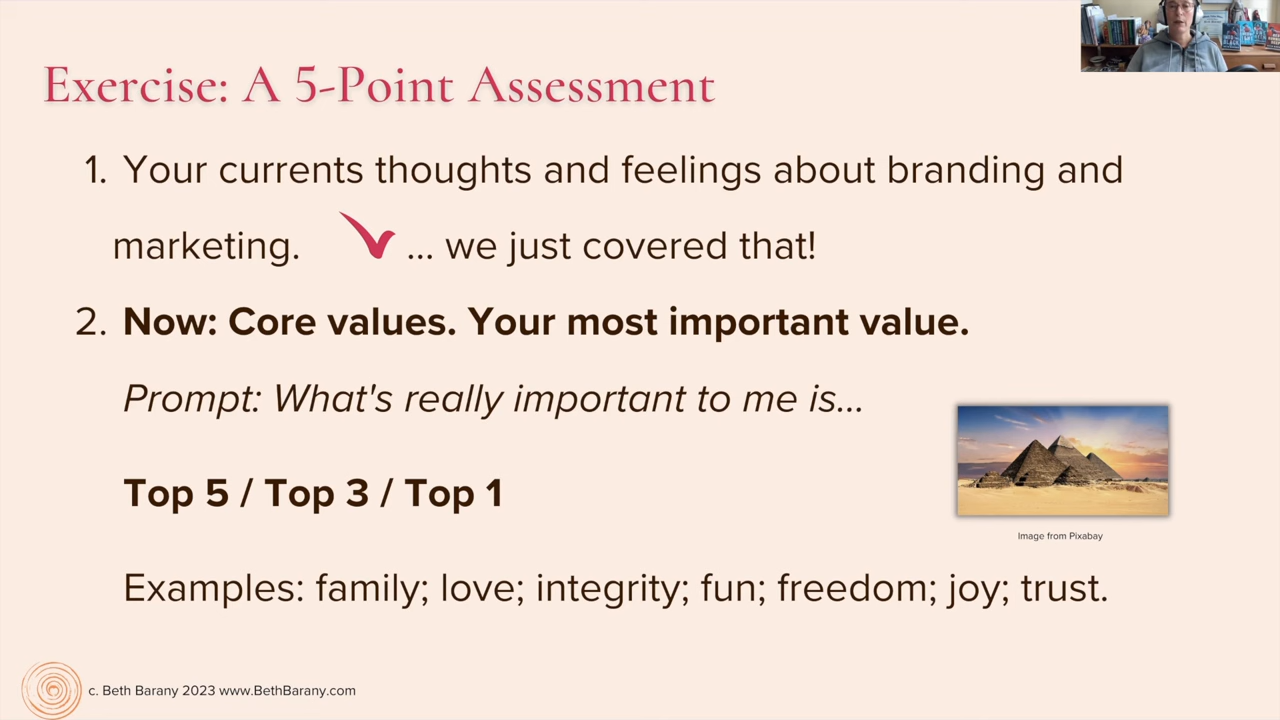 Exercise: A 5-Point Assessment
1. Your currents thoughts and feelings about branding and
marketing. ... we just covered that!
2. Now: Core values. Your most important value.
Prompt: What's really important to me is...
Top 5 / Top 3 / Top 1
Image from Pixabay
Examples: family; love; integrity; fun; freedom; joy; trust.
c. Beth Barany 2023 www.BethBarany.com